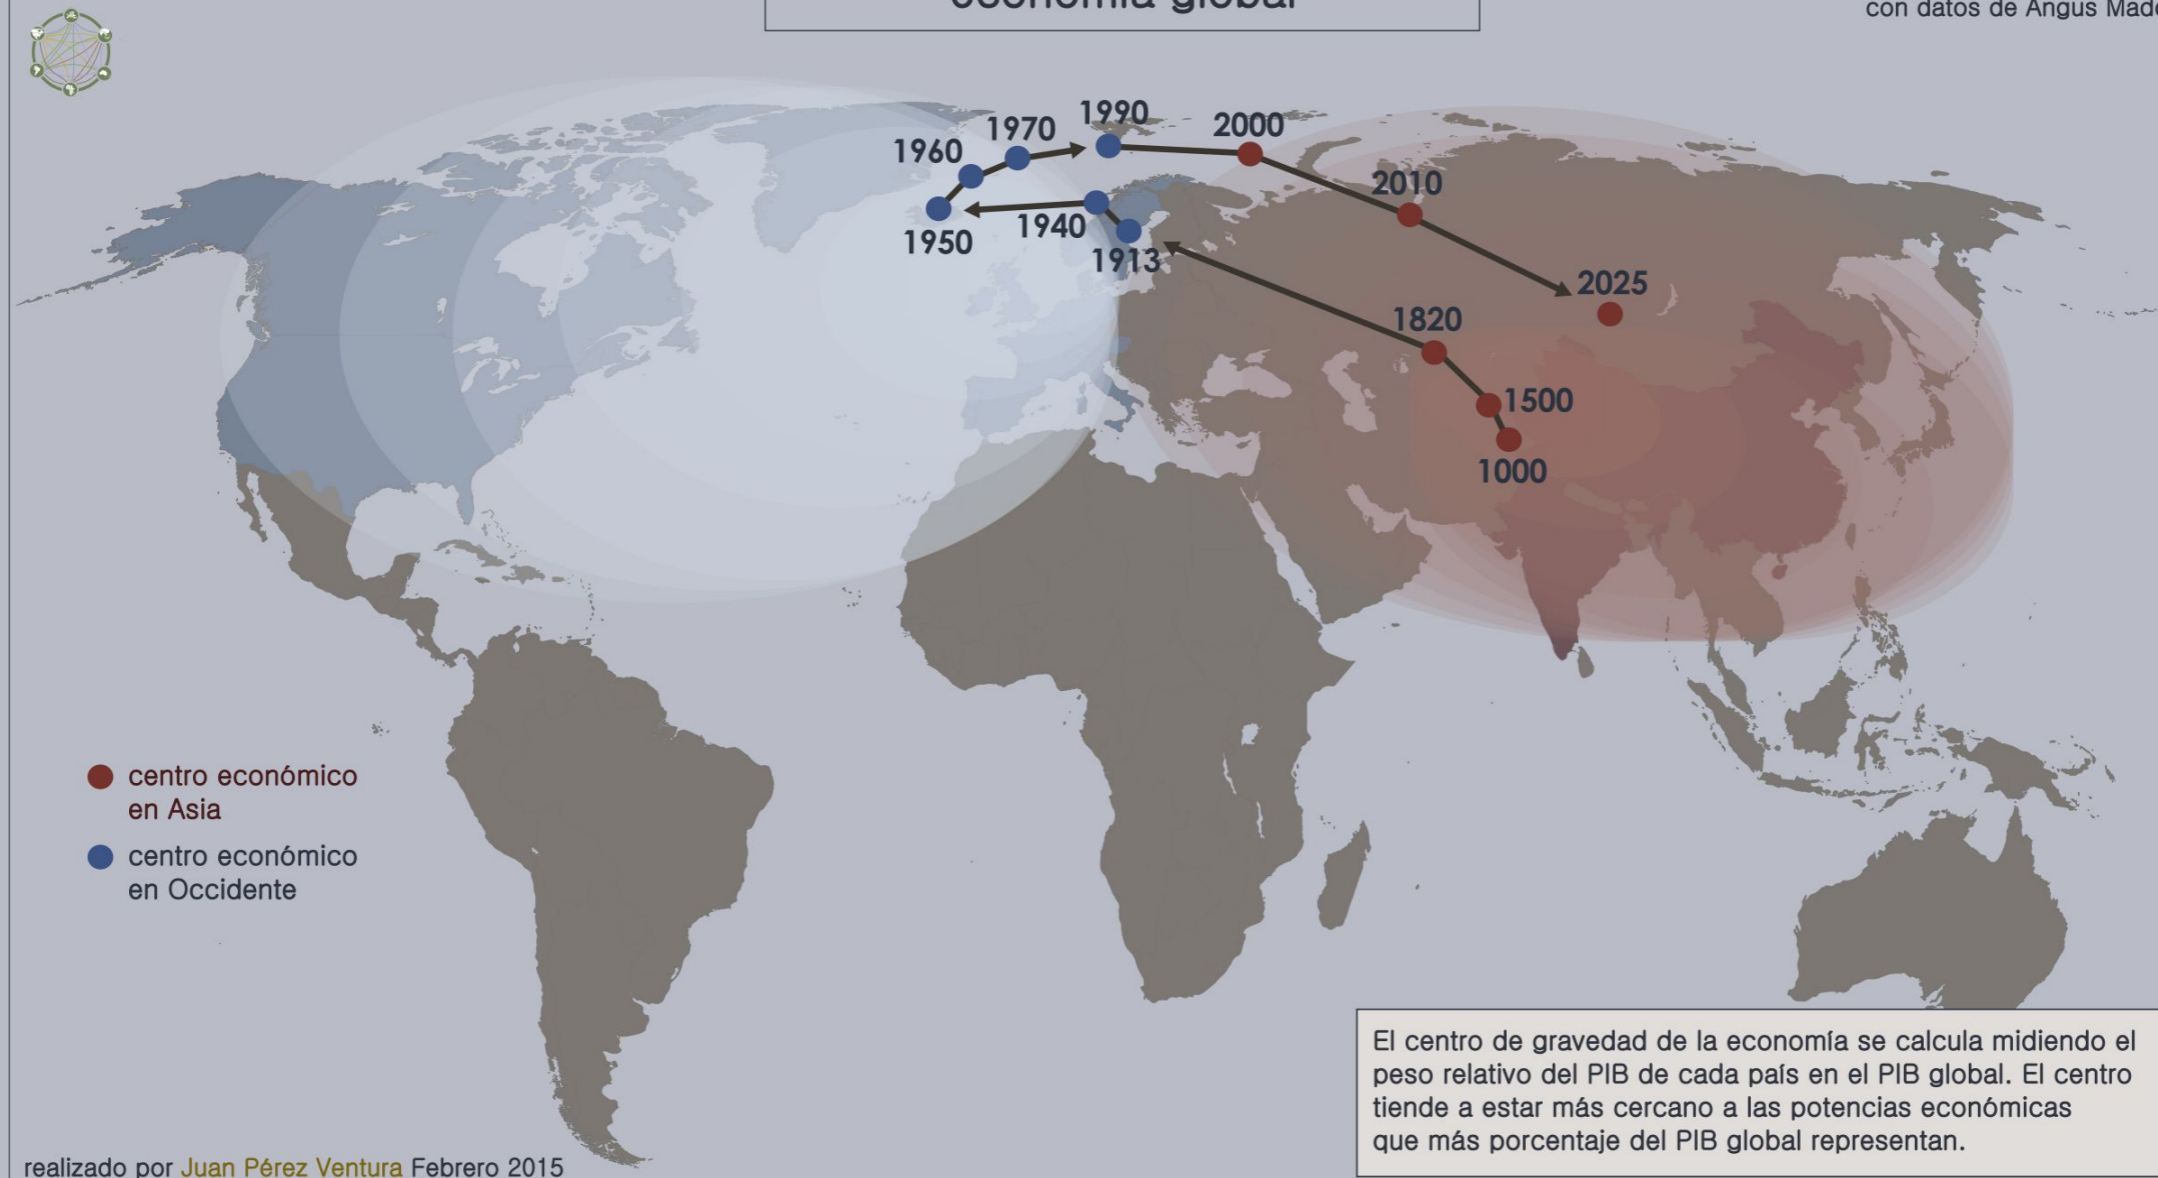 economía global
con datos de Angus
1990
1970
2000
1960
2010
1940
1950
1913
2025
1820
1500
1000
centro económico
en Asia
centro económico
en Occidente
El centro de gravedad de la economía se calcula midiendo el
peso relativo del PIB de cada país en el PIB global. El centro
tiende a estar más cercano a las potencias económicas
que más porcentaje del PIB global representan.
realizado por Juan Pérez Ventura Febrero 2015